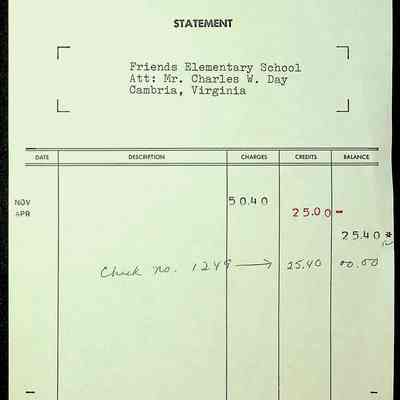 STATEMENT
Friends Elementary School
Att: Mr. Charles W. Day
Cambria, Virginia
DATE DESCRIPTION CHARGES CREDITS BALANCE
NOV 50.40
APR 25.00-
25.40*
Check no. 1249 → 25.40 00.00